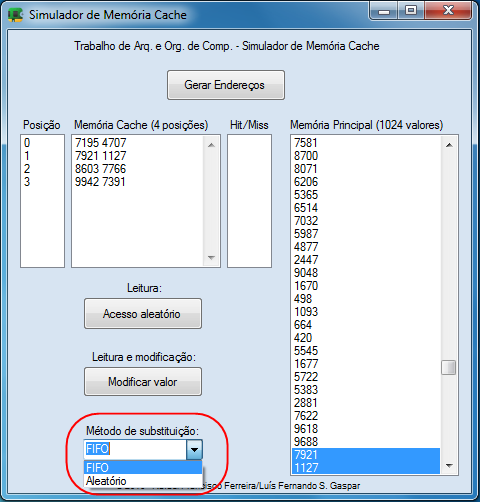 Simulador de Memória Cache
Trabalho de Arq. e Org. de Comp. - Simulador de Memória Cache
Gerar Endereços
Posição
Memória Cache (4 posições)
Hit/Miss
Memória Principal (1024 valores)
0
1
2
3
7195 4707
7921 1127
8603 7766
9942 7391
7581
8700
8071
6206
5365
6514
7032
5987
4877
2447
9048
1670
498
1093
664
420
5545
1677
5722
5383
2881
7622
9618
9688
7921
1127
Leitura:
Acesso aleatório
Leitura e modificação:
Modificar valor
Método de substituição:
FIFO
FIFO
Aleatório
Ferreira/Luís Fernando S. Gaspar